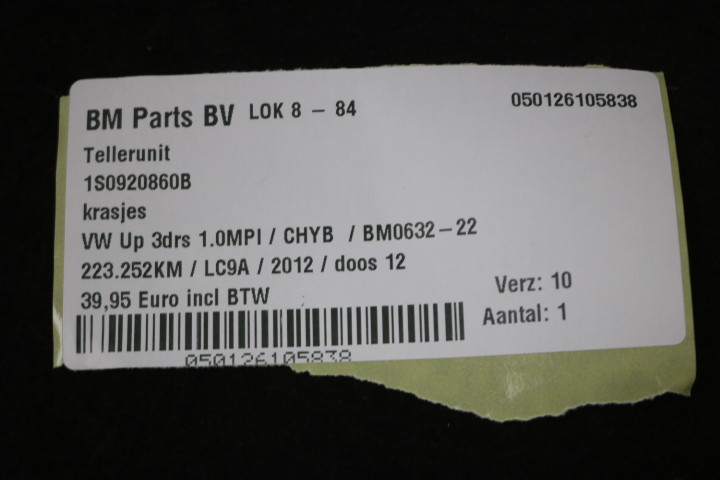 BM Parts BV LOK 8 - 84
050126105838
Tellerunit
1S0920860B
krasjes
VW Up 3drs 1.0MPI / CHYB / BM0632-22
223.252KM / LC9A / 2012 / doos 12
39,95 Euro incl BTW
Verz: 10
Aantal: 1
050126105838